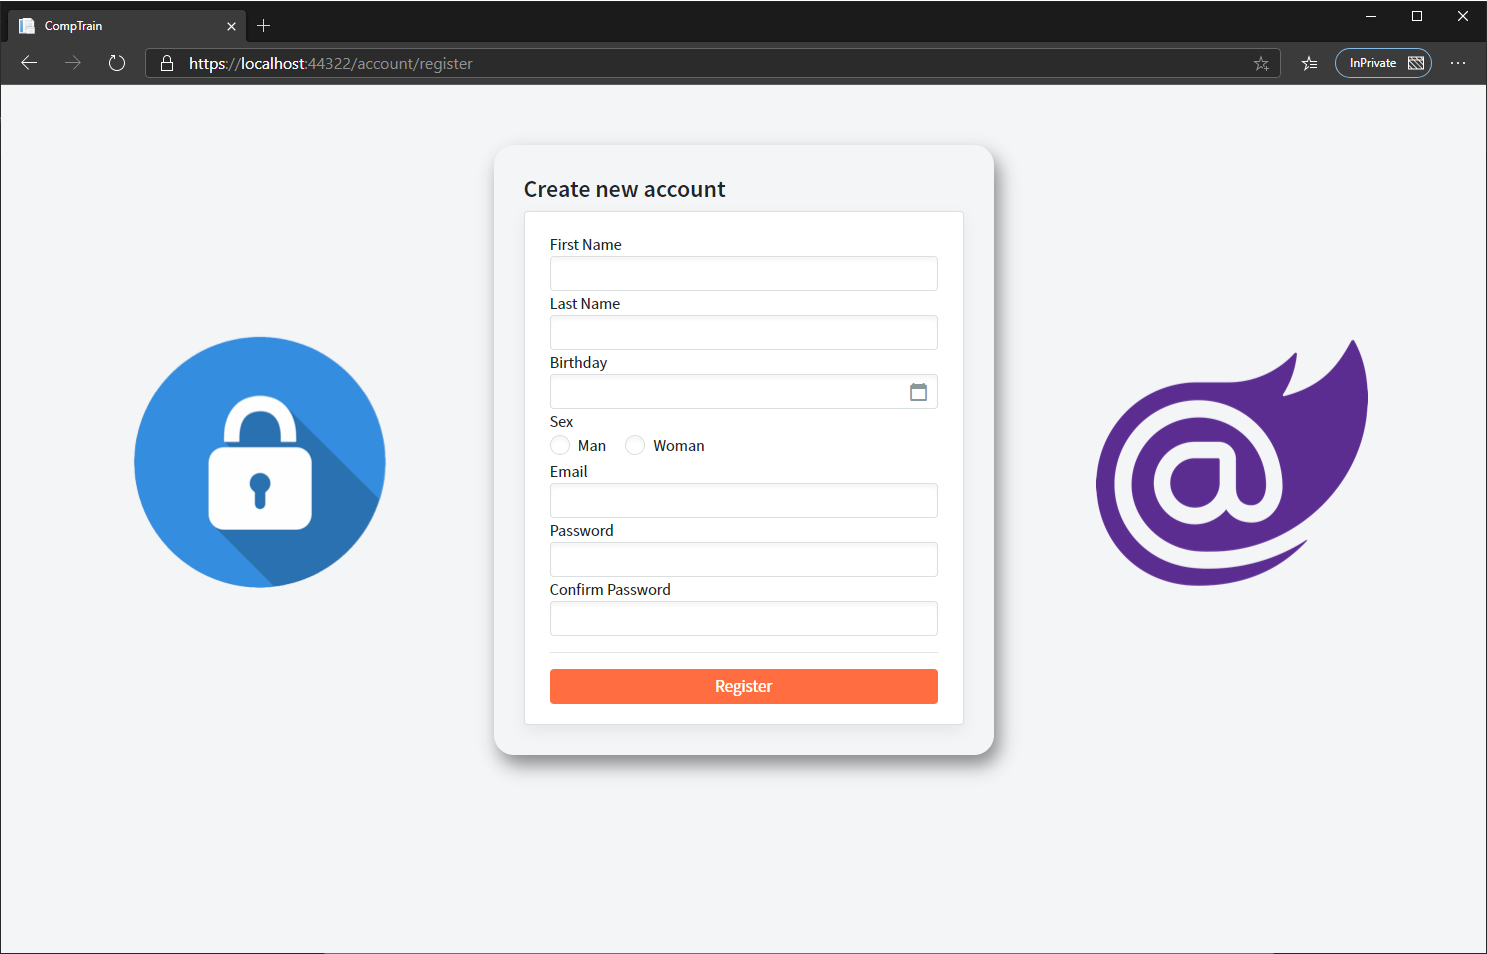 CompTrain
https://localhost:44322/account/register
InPrivate
Create new account
First Name
Last Name
Birthday
Sex
Man Woman
Email
Password
Confirm Password
Register